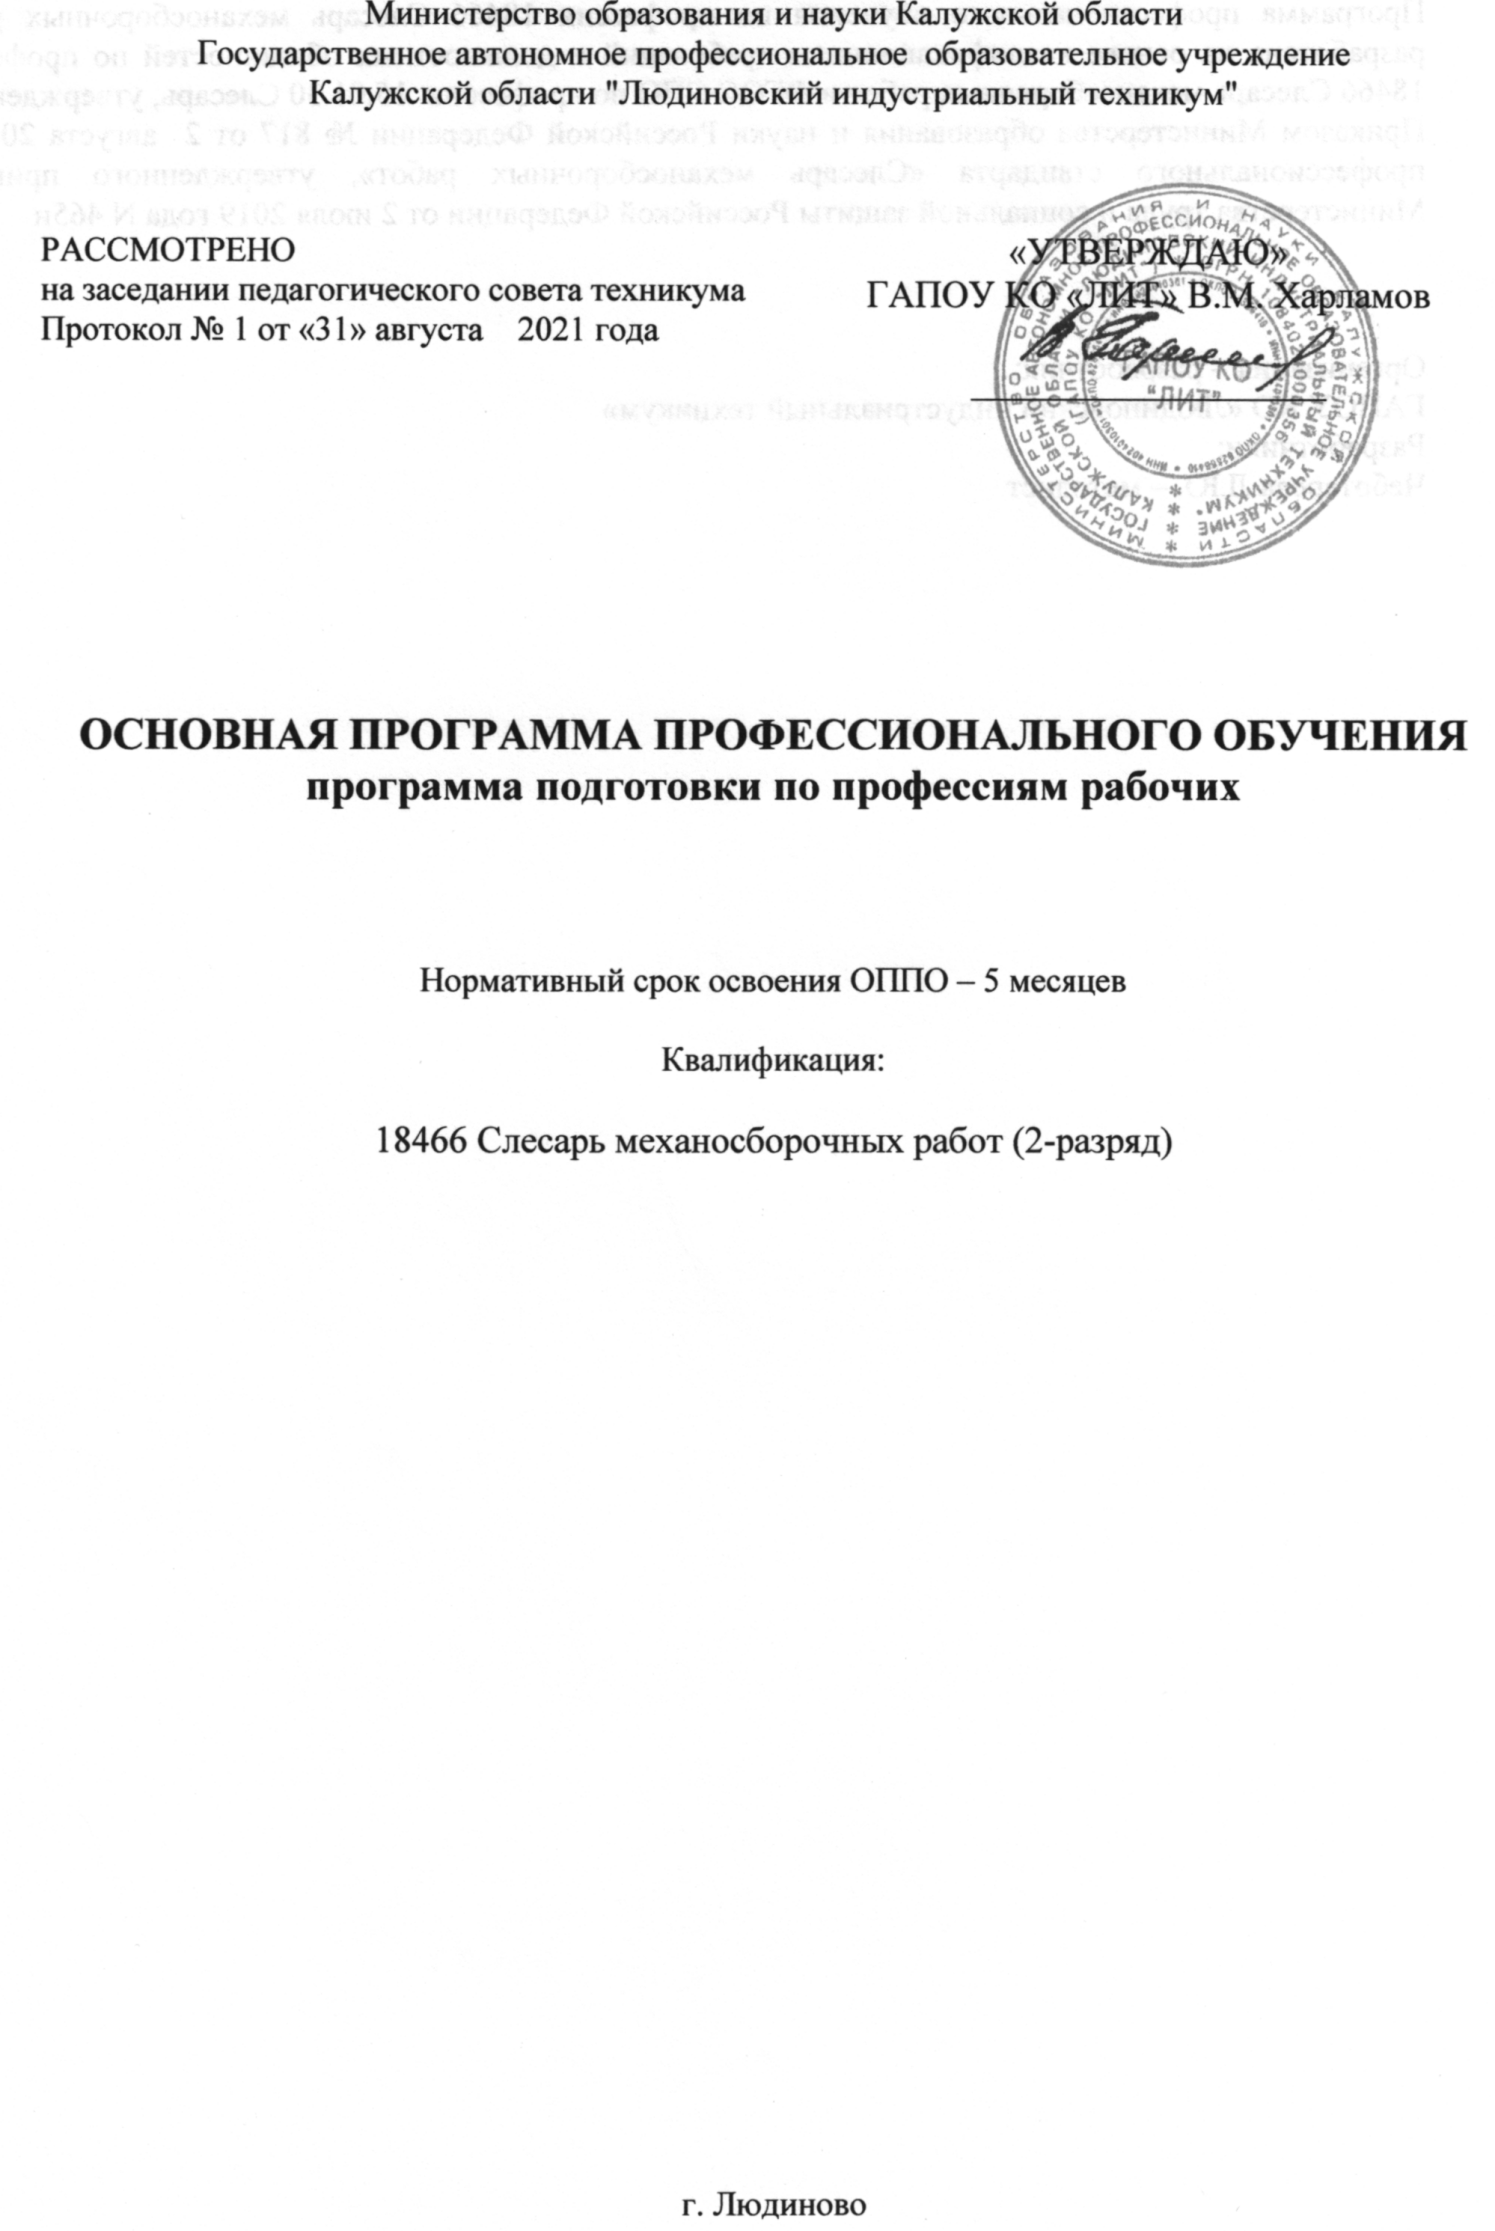 Министерство образования и науки Калужской области
Государственное автономное профессиональное образовательное учреждение
Калужской области "Людиновский индустриальный техникум"
РАССМОТРЕНО
на заседании педагогического совета техникума
Протокол № 1 от «31» августа 2021 года
«УТВЕРЖДАЮ»
ГАПОУ КО «ЛИТ» В.М. Харламов
ГАПОУ КО
"ЛИТ"
ОСНОВНАЯ ПРОГРАММА ПРОФЕССИОНАЛЬНОГО ОБУЧЕНИЯ
программа подготовки по профессиям рабочих
Нормативный срок освоения ОППО – 5 месяцев
Квалификация:
18466 Слесарь механосборочных работ (2-разряд)
г. Людиново